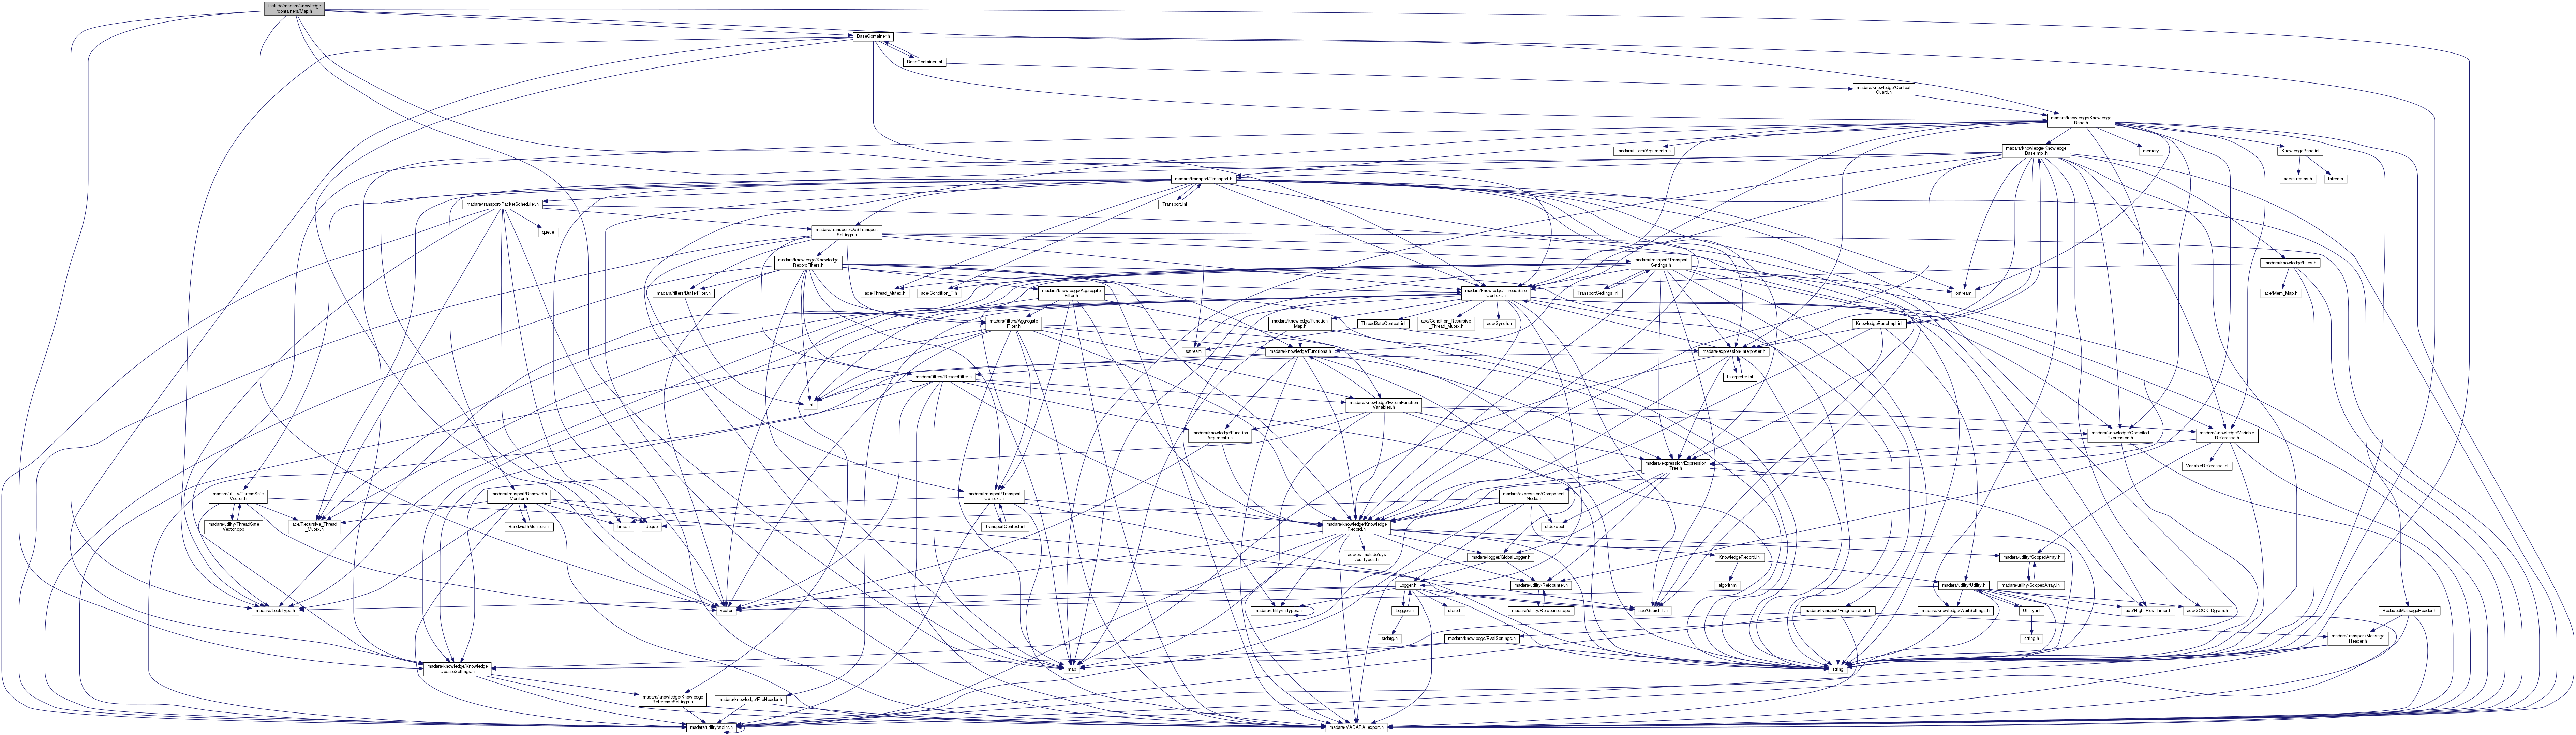 include/madara/knowledge
/containers/Map.h
BaseContainer.h
BaseContainer.inl
madara/knowledge/Context
Guard.h
madara/knowledge/Knowledge
Base.h
madara/filters/Arguments.h
madara/knowledge/Knowledge
BaseImpl.h
memory
KnowledgeBase.inl
ace/streams.h
fstream
madara/transport/Transport.h
madara/transport/PacketScheduler.h
Transport.inl
queue
madara/transport/QoSTransport
Settings.h
madara/knowledge/Knowledge
RecordFilters.h
madara/transport/Transport
Settings.h
madara/knowledge/Files.h
madara/filters/BufferFilter.h
ace/Thread_Mutex.h
ace/Condition_T.h
madara/knowledge/Aggregate
Filter.h
madara/knowledge/ThreadSafe
Context.h
TransportSettings.inl
ostream
ace/Mem_Map.h
madara/filters/Aggregate
Filter.h
madara/knowledge/Function
Map.h
ThreadSafeContext.inl
ace/Condition_Recursive
_Thread_Mutex.h
ace/Synch.h
KnowledgeBaseImpl.inl
sstream
madara/knowledge/Functions.h
madara/expression/Interpreter.h
madara/filters/RecordFilter.h
Interpreter.inl
list
madara/knowledge/ExternFunction
Variables.h
madara/knowledge/Function
Arguments.h
madara/knowledge/Compiled
Expression.h
madara/knowledge/Variable
Reference.h
madara/expression/Expression
Tree.h
VariableReference.inl
madara/utility/ThreadSafe
Vector.h
madara/transport/Bandwidth
Monitor.h
madara/transport/Transport
Context.h
madara/expression/Component
Node.h
madara/utility/ThreadSafe
Vector.cpp
ace/Recursive_Thread
_Mutex.h
BandwidthMonitor.inl
time.h
deque
TransportContext.inl
madara/knowledge/Knowledge
Record.h
stdexcept
ace/os_include/sys
/os_types.h
madara/logger/GlobalLogger.h
KnowledgeRecord.inl
madara/utility/ScopedArray.h
algorithm
Logger.h
madara/utility/Refcounter.h
madara/utility/Utility.h
madara/utility/ScopedArray.inl
madara/LockType.h
vector
madara/utility/inttypes.h
Logger.inl
stdio.h
madara/utility/Refcounter.cpp
ace/Guard_T.h
madara/transport/Fragmentation.h
madara/knowledge/WaitSettings.h
Utility.inl
ace/High_Res_Timer.h
ace/SOCK_Dgram.h
ReducedMessageHeader.h
stdarg.h
madara/knowledge/EvalSettings.h
string.h
madara/transport/Message
Header.h
madara/knowledge/Knowledge
UpdateSettings.h
map
string
madara/knowledge/Knowledge
ReferenceSettings.h
madara/knowledge/FileHeader.h
madara/utility/stdint.h
madara/MADARA_export.h